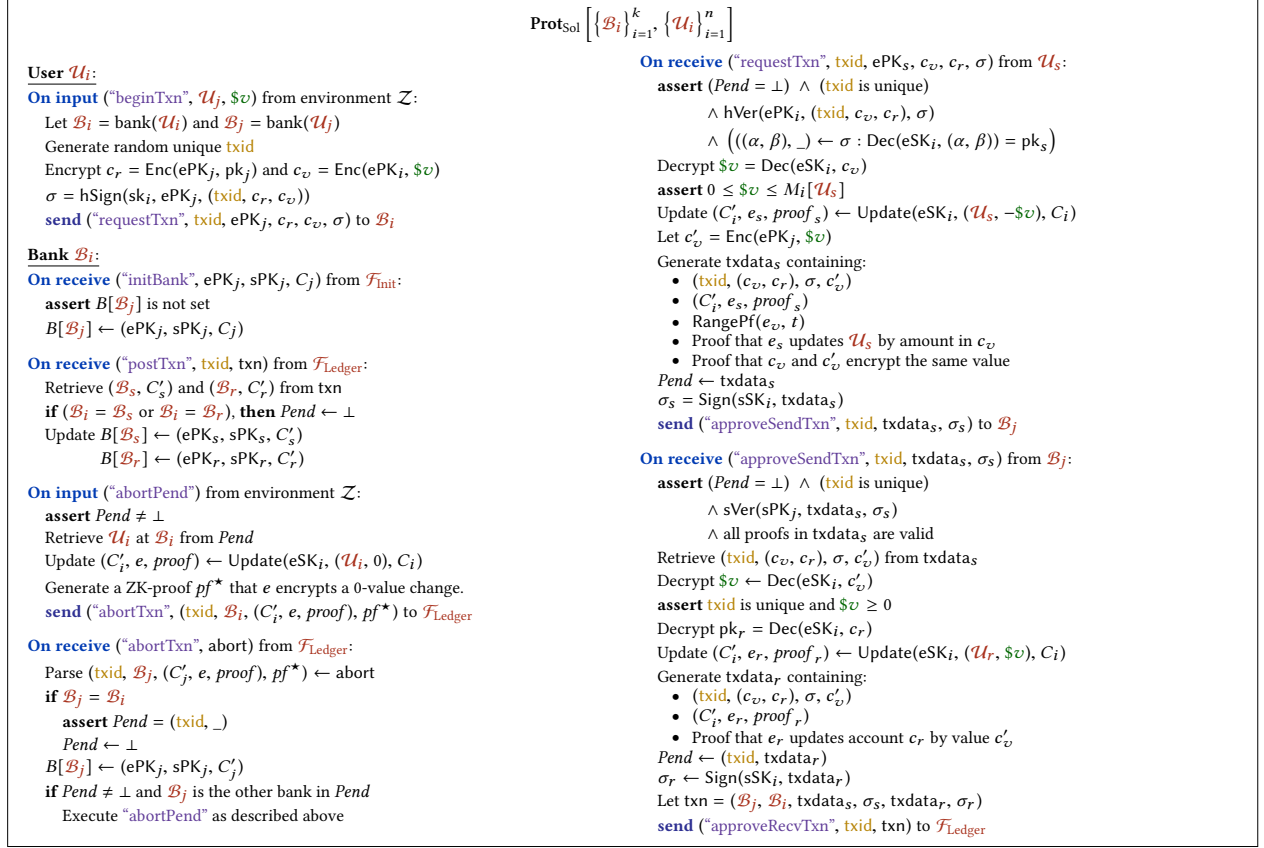 Prot_Sol [ {ℬ_i}_{i=1}^k, {𝒰_i}_{i=1}^n ]
User 𝒰_i:
On input (“beginTxn”, 𝒰_j, $v) from environment 𝒵:
Let ℬ_i = bank(𝒰_i) and ℬ_j = bank(𝒰_j)
Generate random unique txid
Encrypt c_r = Enc(ePK_j, pk_j) and c_v = Enc(ePK_i, $v)
σ = hSign(sk_i, ePK_j, (txid, c_r, c_v))
send (“requestTxn”, txid, ePK_j, c_r, c_v, σ) to ℬ_i
Bank ℬ_i:
On receive (“initBank”, ePK_j, sPK_j, C_j) from ℱ_Init:
assert B[ℬ_j] is not set
B[ℬ_j] ← (ePK_j, sPK_j, C_j)
On receive (“postTxn”, txid, txn) from ℱ_Ledger:
Retrieve (ℬ_s, C′_s) and (ℬ_r, C′_r) from txn
if (ℬ_i = ℬ_s or ℬ_i = ℬ_r), then Pend ← ⊥
Update B[ℬ_s] ← (ePK_s, sPK_s, C′_s)
B[ℬ_r] ← (ePK_r, sPK_r, C′_r)
On input (“abortPend”) from environment 𝒵:
assert Pend ≠ ⊥
Retrieve 𝒰_i at ℬ_i from Pend
Update (C′_i, e, proof) ← Update(eSK_i, (𝒰_i, 0), C_i)
Generate a ZK-proof pf★ that e encrypts a 0-value change.
send (“abortTxn”, (txid, ℬ_i, (C′_i, e, proof), pf★) to ℱ_Ledger
On receive (“abortTxn”, abort) from ℱ_Ledger:
Parse (txid, ℬ_j, (C′_j, e, proof), pf★) ← abort
if ℬ_j = ℬ_i
assert Pend = (txid, _)
Pend ← ⊥
B[ℬ_j] ← (ePK_j, sPK_j, C′_j)
if Pend ≠ ⊥ and ℬ_j is the other bank in Pend
Execute “abortPend” as described above
On receive (“requestTxn”, txid, ePK_s, c_v, c_r, σ) from 𝒰_s:
assert (Pend = ⊥) ∧ (txid is unique)
∧ hVer(ePK_i, (txid, c_v, c_r), σ)
∧ (((α, β), _) ← σ : Dec(eSK_i, (α, β)) = pk_s)
Decrypt $v = Dec(eSK_i, c_v)
assert 0 ≤ $v ≤ M_i[𝒰_s]
Update (C′_i, e_s, proof_s) ← Update(eSK_i, (𝒰_s, -$v), C_i)
Let c′_v = Enc(ePK_j, $v)
Generate txdata_s containing:
• (txid, (c_v, c_r), σ, c′_v)
• (C′_i, e_s, proof_s)
• RangePf(e_v, t)
• Proof that e_s updates 𝒰_s by amount in c_v
• Proof that c_v and c′_v encrypt the same value
Pend ← txdata_s
σ_s = Sign(sSK_i, txdata_s)
send (“approveSendTxn”, txid, txdata_s, σ_s) to ℬ_j
On receive (“approveSendTxn”, txid, txdata_s, σ_s) from ℬ_j:
assert (Pend = ⊥) ∧ (txid is unique)
∧ sVer(sPK_j, txdata_s, σ_s)
∧ all proofs in txdata_s are valid
Retrieve (txid, (c_v, c_r), σ, c′_v) from txdata_s
Decrypt $v ← Dec(eSK_i, c′_v)
assert txid is unique and $v ≥ 0
Decrypt pk_r = Dec(eSK_i, c_r)
Update (C′_i, e_r, proof_r) ← Update(eSK_i, (𝒰_r, $v), C_i)
Generate txdata_r containing:
• (txid, (c_v, c_r), σ, c′_v)
• (C′_i, e_r, proof_r)
• Proof that e_r updates account c_r by value c′_v
Pend ← (txid, txdata_r)
σ_r ← Sign(sSK_i, txdata_r)
Let txn = (ℬ_j, ℬ_i, txdata_s, σ_s, txdata_r, σ_r)
send (“approveRecvTxn”, txid, txn) to ℱ_Ledger